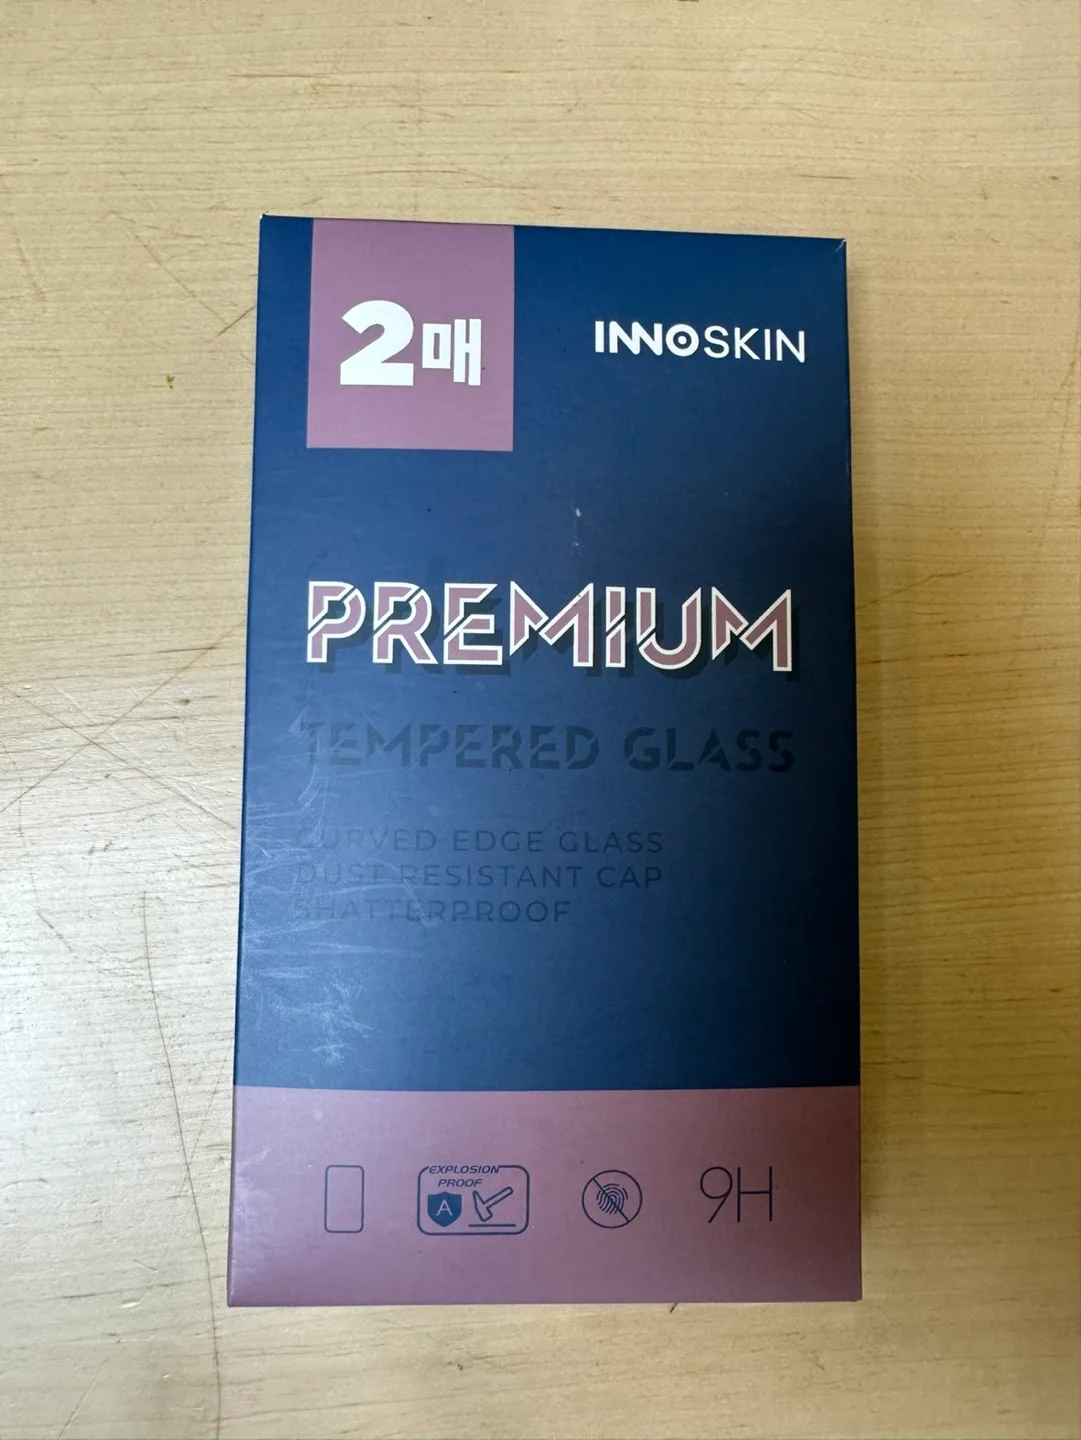 2매
INNOSKIN
PREMIUM
TEMPERED GLASS
CURVED EDGE GLASS
DUST RESISTANT CAP
SHATTERPROOF
EXPLOSION
PROOF
A
9H